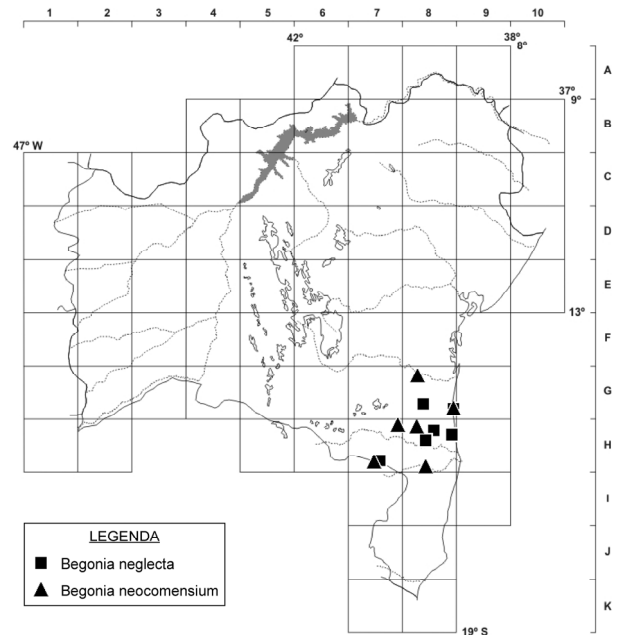 1 2 3 4 5 6 7 8 9 10
42° 38°
8°
A
37°
9°
B
47° W
C
D
E
13°
F
G
H
I
LEGENDA
J
Begonia neglecta
Begonia neocomensium
K
19° S